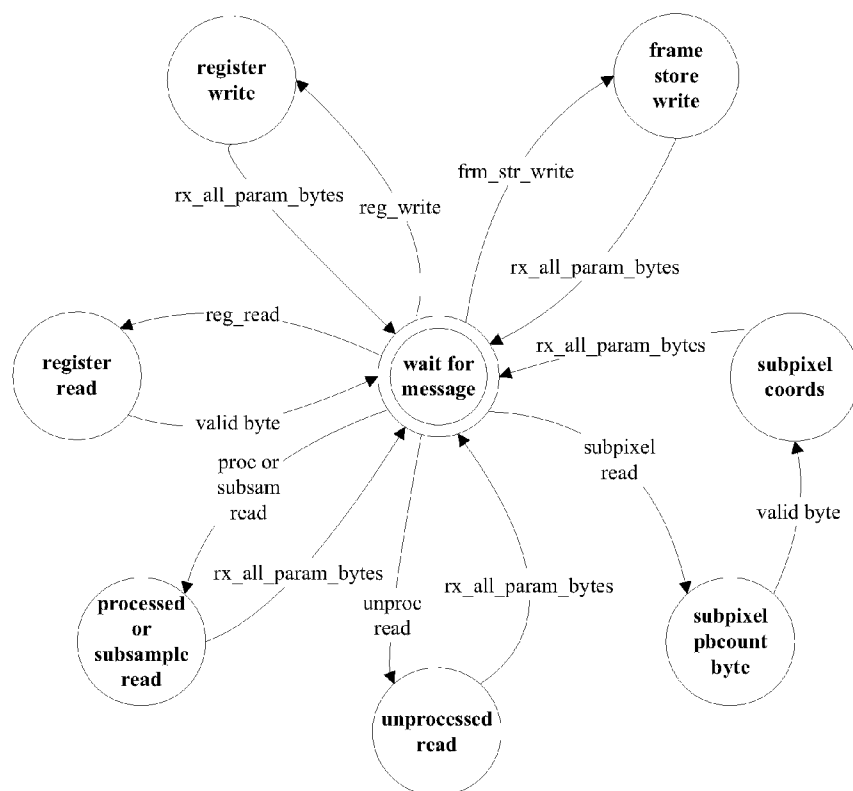 register
write
frame
store
write
frm_str_write
rx_all_param_bytes
reg_write
rx_all_param_bytes
reg_read
rx_all_param_bytes
register
read
wait for
message
subpixel
coords
valid byte
proc or
subsam
read
subpixel
read
valid byte
rx_all_param_bytes
unproc
read
rx_all_param_bytes
processed
or
subsample
read
subpixel
pbcount
byte
unprocessed
read